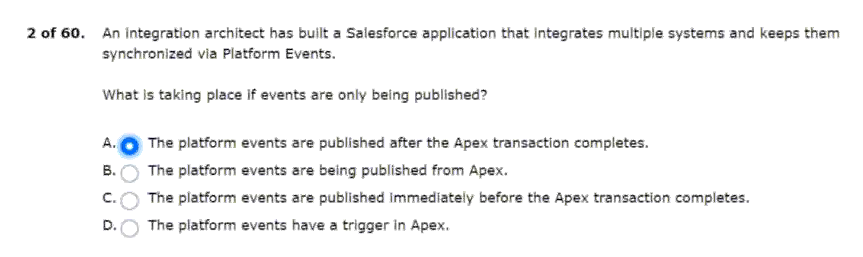 2 of 60. An integration architect has built a Salesforce application that integrates multiple systems and keeps them
synchronized via Platform Events.
What is taking place if events are only being published?
A. The platform events are published after the Apex transaction completes.
B. The platform events are being published from Apex.
C. The platform events are published immediately before the Apex transaction completes.
D. The platform events have a trigger in Apex.